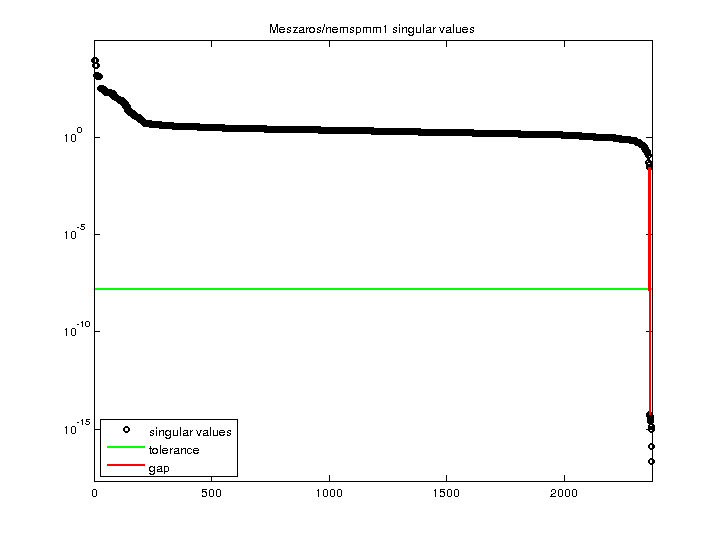 Meszaros/nemspmm1 singular values
10^0
10^-5
10^-10
10^-15
singular values
tolerance
gap
0 500 1000 1500 2000